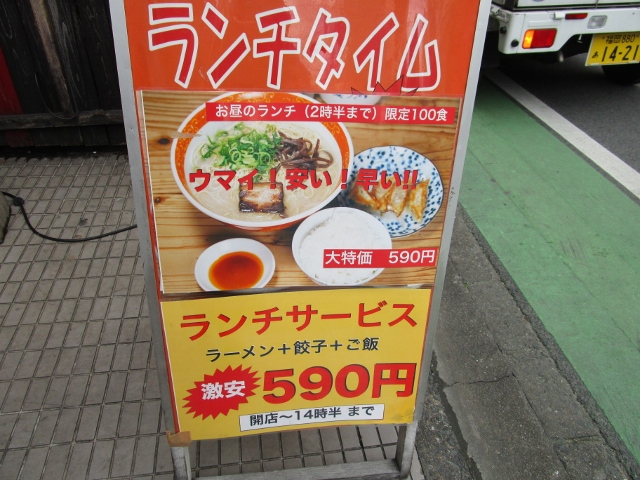 ランチタイム
お昼のランチ（2時半まで）限定100食
ウマイ！安い！早い!!
大特価 590円
ランチサービス
ラーメン＋餃子＋ご飯
激安 590円
開店～14時半 まで
14-21